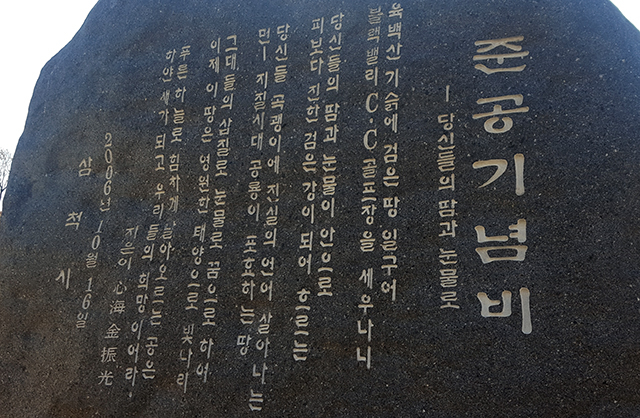 준공기념비
- 당신들의 땀과 눈물로
육백산 기슭에 검은 땅 일구어
블랙밸리 C·C 골프장을 세우나니
당신들의 땀과 눈물이 안으로
피보다 진한 검은 강이 되어 흐르는
당신들 곡괭이에 진실의 언어 살아나는
먼- 지질시대 공룡이 포효하는 땅
그대들의 삽질로 눈물로 꿈으로 하여
이제 이 땅은 영원한 태양으로 빛나리
푸른 하늘로 힘차게 날아오르는 공은
하얀 새가 되고 우리들의 희망이어라
지은이 心海 金振光
2006년 10월 16일
삼척시